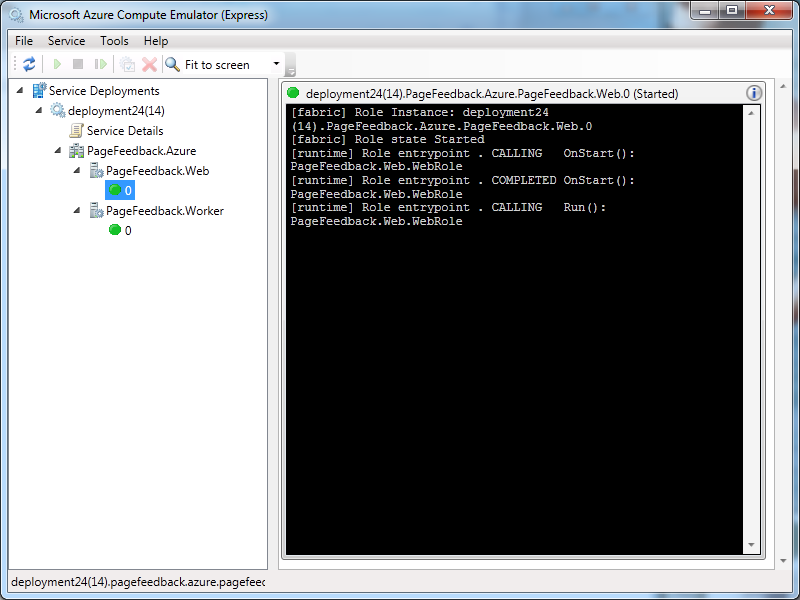 Microsoft Azure Compute Emulator (Express)
File Service Tools Help
Fit to screen
Service Deployments
deployment24(14)
Service Details
PageFeedback.Azure
PageFeedback.Web
0
PageFeedback.Worker
0
deployment24(14).PageFeedback.Azure.PageFeedback.Web.0 (Started)
[fabric] Role Instance: deployment24
(14).PageFeedback.Azure.PageFeedback.Web.0
[fabric] Role state Started
[runtime] Role entrypoint . CALLING OnStart():
PageFeedback.Web.WebRole
[runtime] Role entrypoint . COMPLETED OnStart():
PageFeedback.Web.WebRole
[runtime] Role entrypoint . CALLING Run():
PageFeedback.Web.WebRole
deployment24(14).pagefeedback.azure.pagefeec